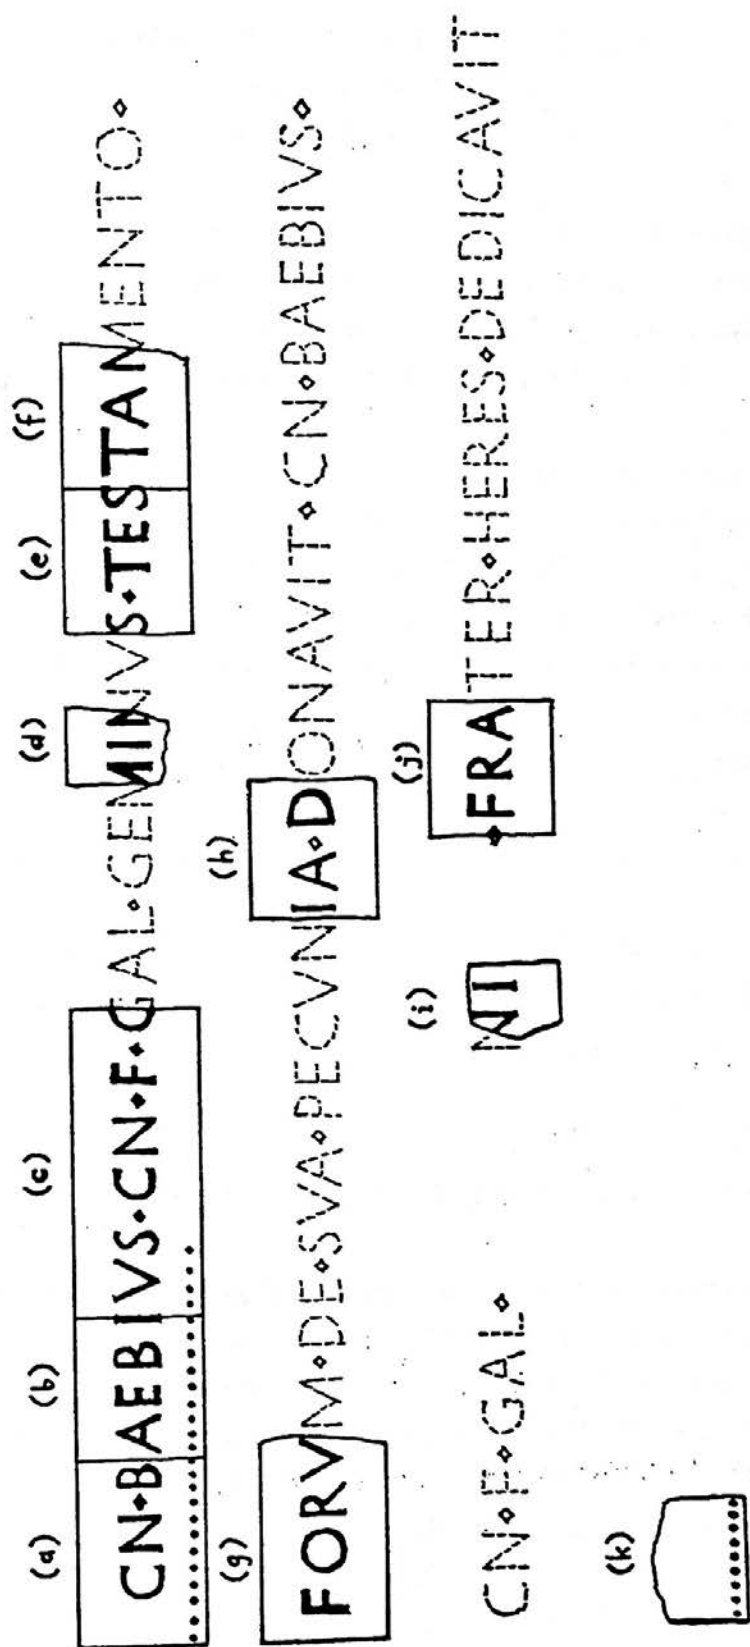 (a) (b) (c) (d) (e) (f)
CN·BAEBIVS·CN·F·GAL·GEMINVS·TESTAMENTO·
(g) (h)
FORVM·DE·SVA·PECVNIA·DONAVIT·CN·BAEBIVS·
(i) (j)
CN·F·GAL· NI ·FRATER·HERES·DEDICAVIT
(k)